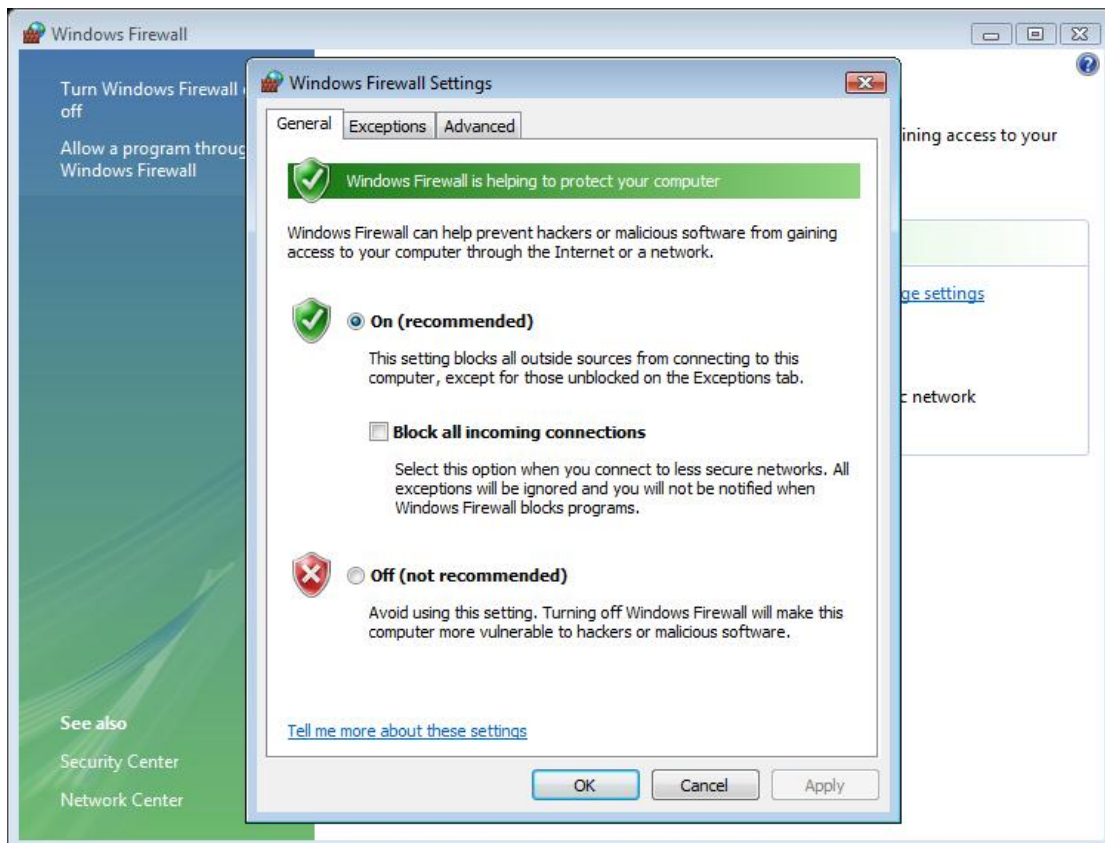 Windows Firewall
Turn Windows Firewall
off
Allow a program
Windows Firewall
Windows Firewall Settings
General Exceptions Advanced
Windows Firewall is helping to protect your computer
Windows Firewall can help prevent hackers or malicious software from gaining
access to your computer through the Internet or a network.
On (recommended)
This setting blocks all outside sources from connecting to this
computer, except for those unblocked on the Exceptions tab.
Block all incoming connections
Select this option when you connect to less secure networks. All
exceptions will be ignored and you will not be notified when
Windows Firewall blocks programs.
Off (not recommended)
Avoid using this setting. Turning off Windows Firewall will make this
computer more vulnerable to hackers or malicious software.
Tell me more about these settings
OK Cancel Apply
access to your
settings
network
See also
Security Center
Network Center